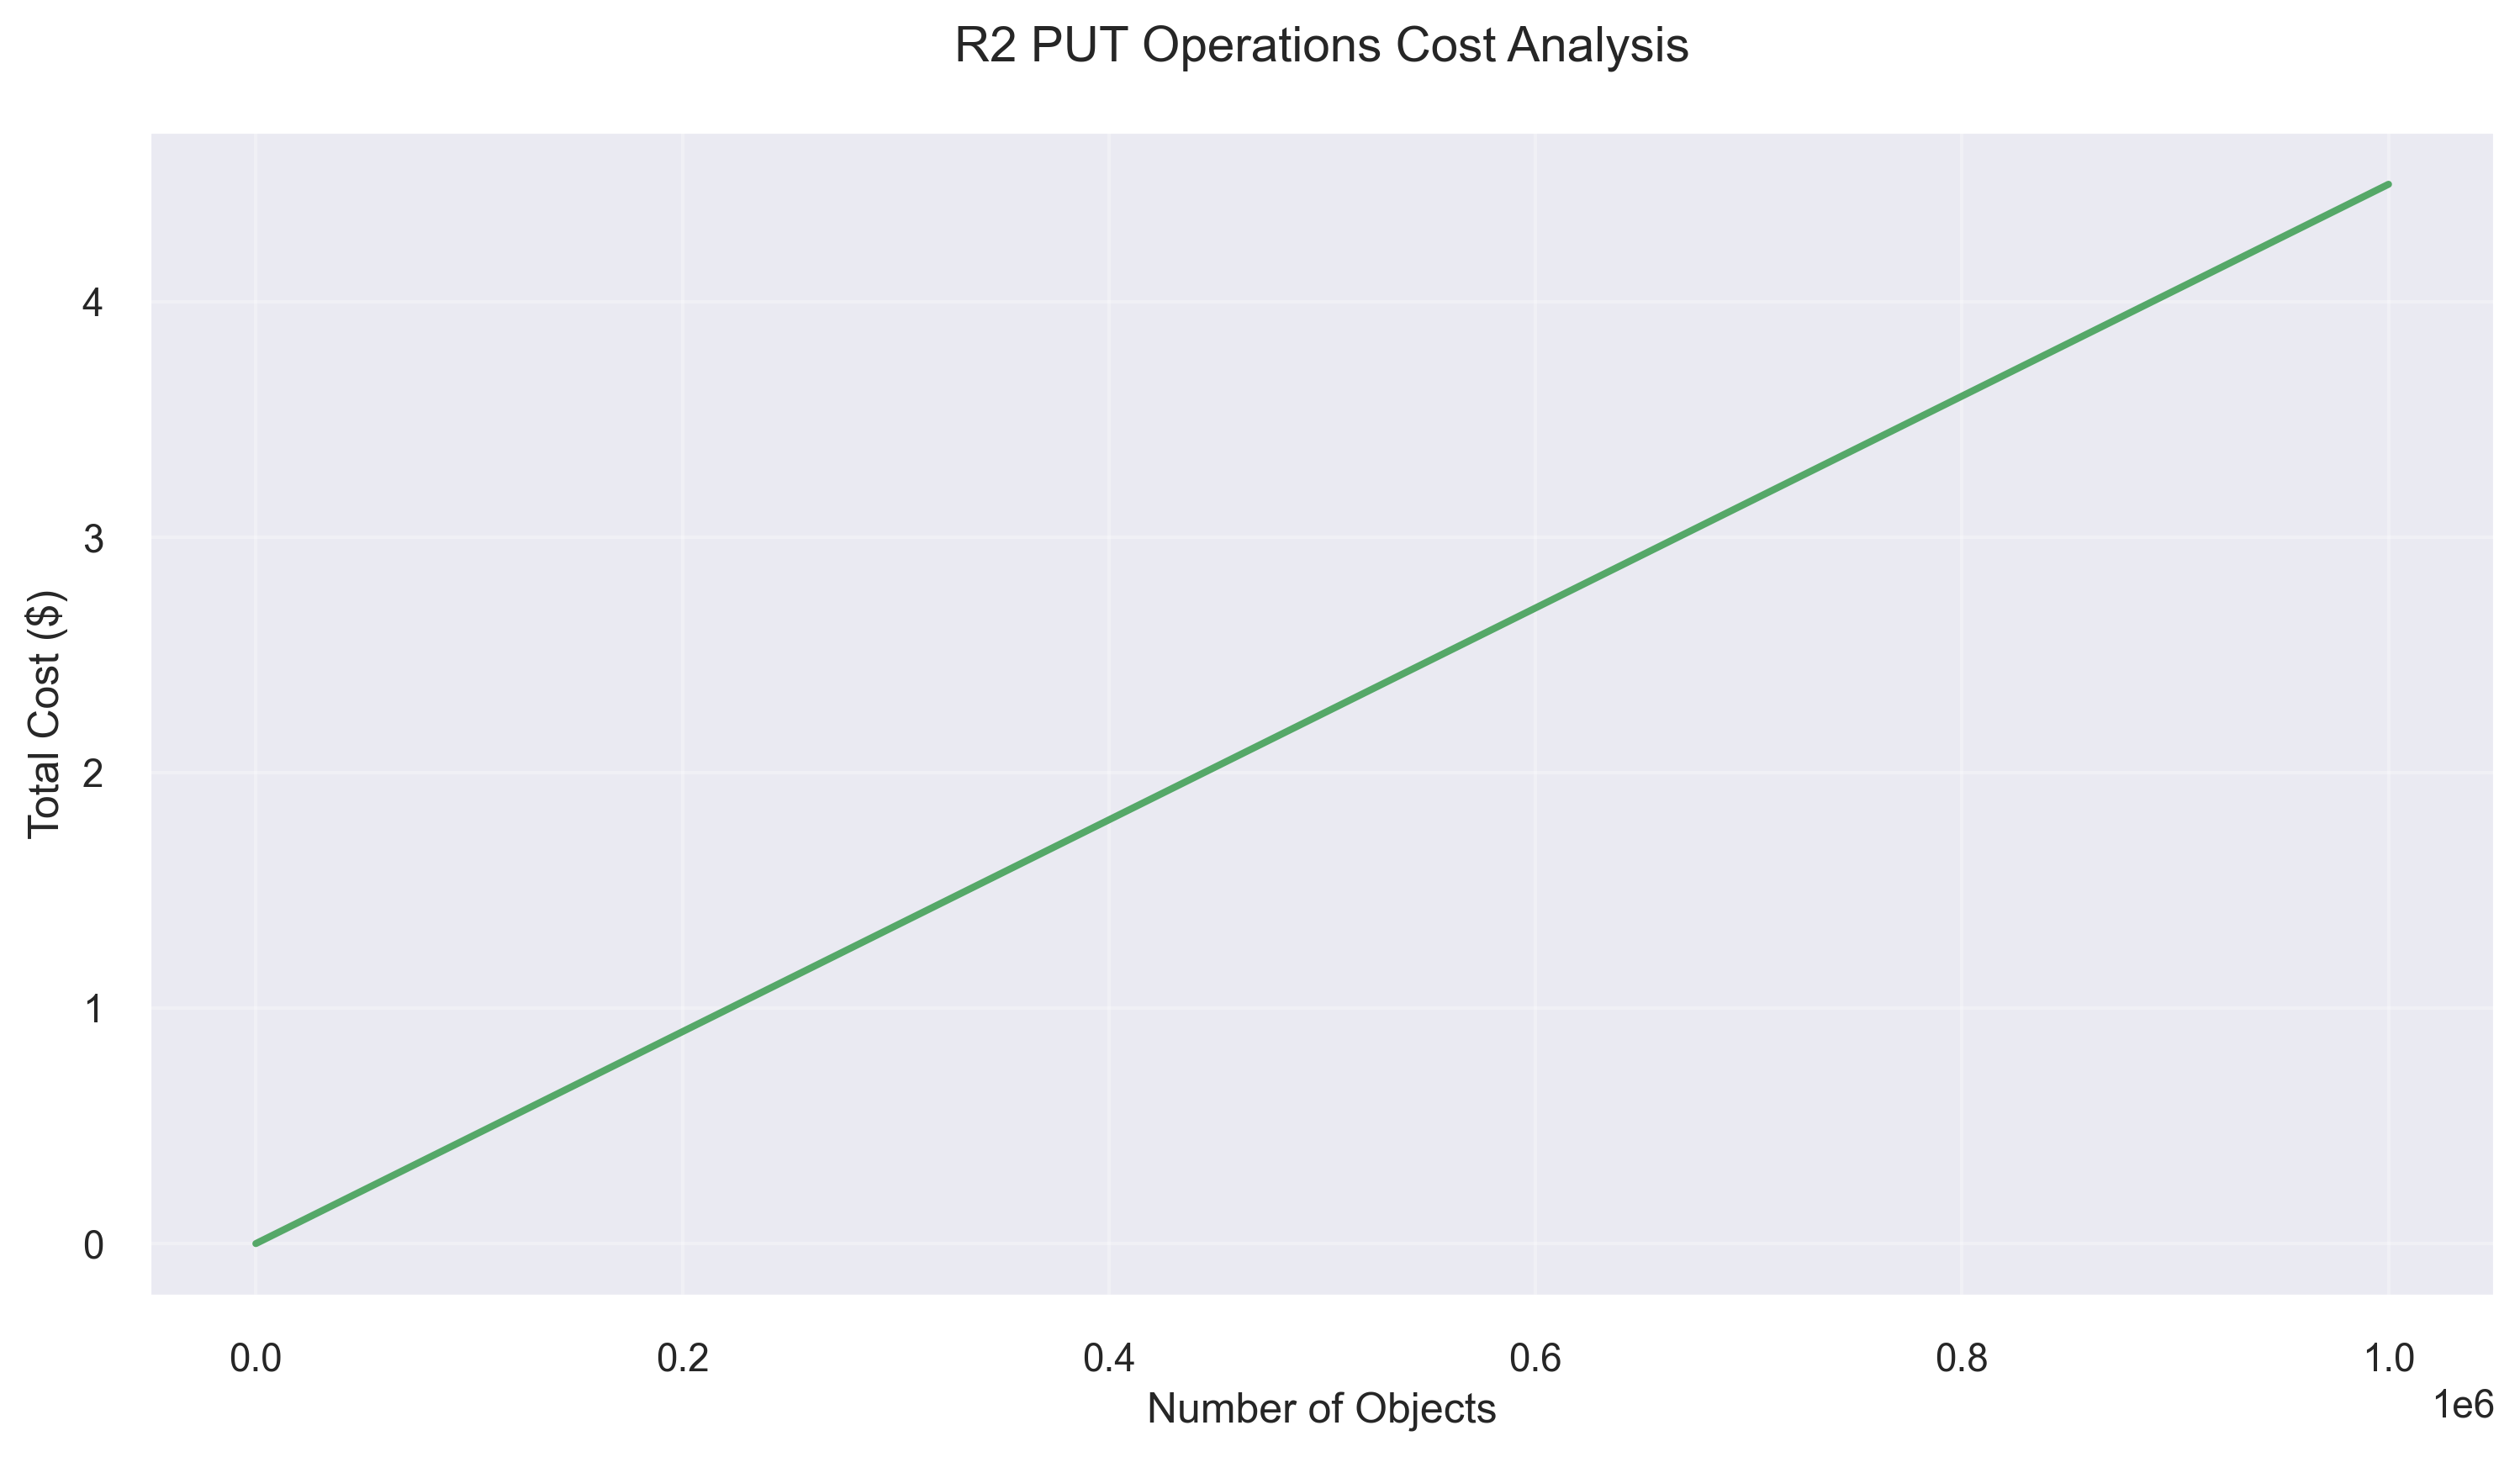 R2 PUT Operations Cost Analysis
Total Cost ($)
4
3
2
1
0
0.0 0.2 0.4 0.6 0.8 1.0
Number of Objects
1e6